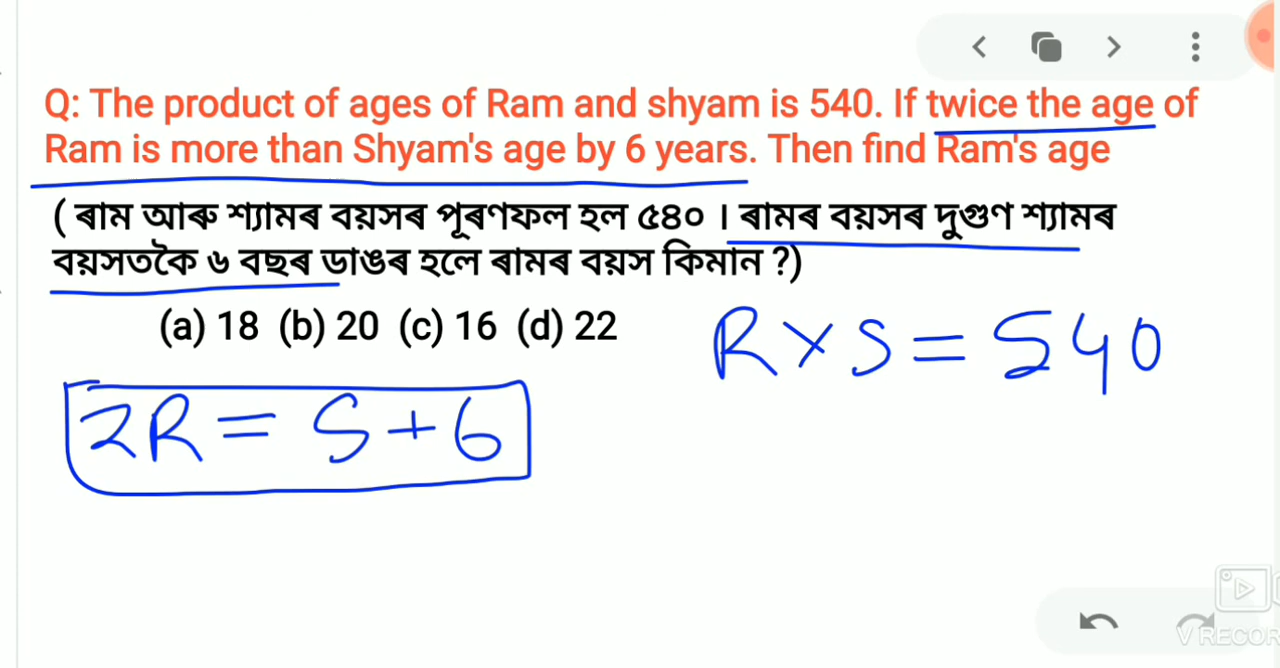 Q: The product of ages of Ram and shyam is 540. If twice the age of
Ram is more than Shyam's age by 6 years. Then find Ram's age
( ৰাম আৰু শ্যামৰ বয়সৰ পূৰণফল হল ৫৪০ । ৰামৰ বয়সৰ দুগুণ শ্যামৰ
বয়সতকৈ ৬ বছৰ ডাঙৰ হলে ৰামৰ বয়স কিমান ?)
(a) 18 (b) 20 (c) 16 (d) 22
R × S = 540
2R = S + 6
V RECOR